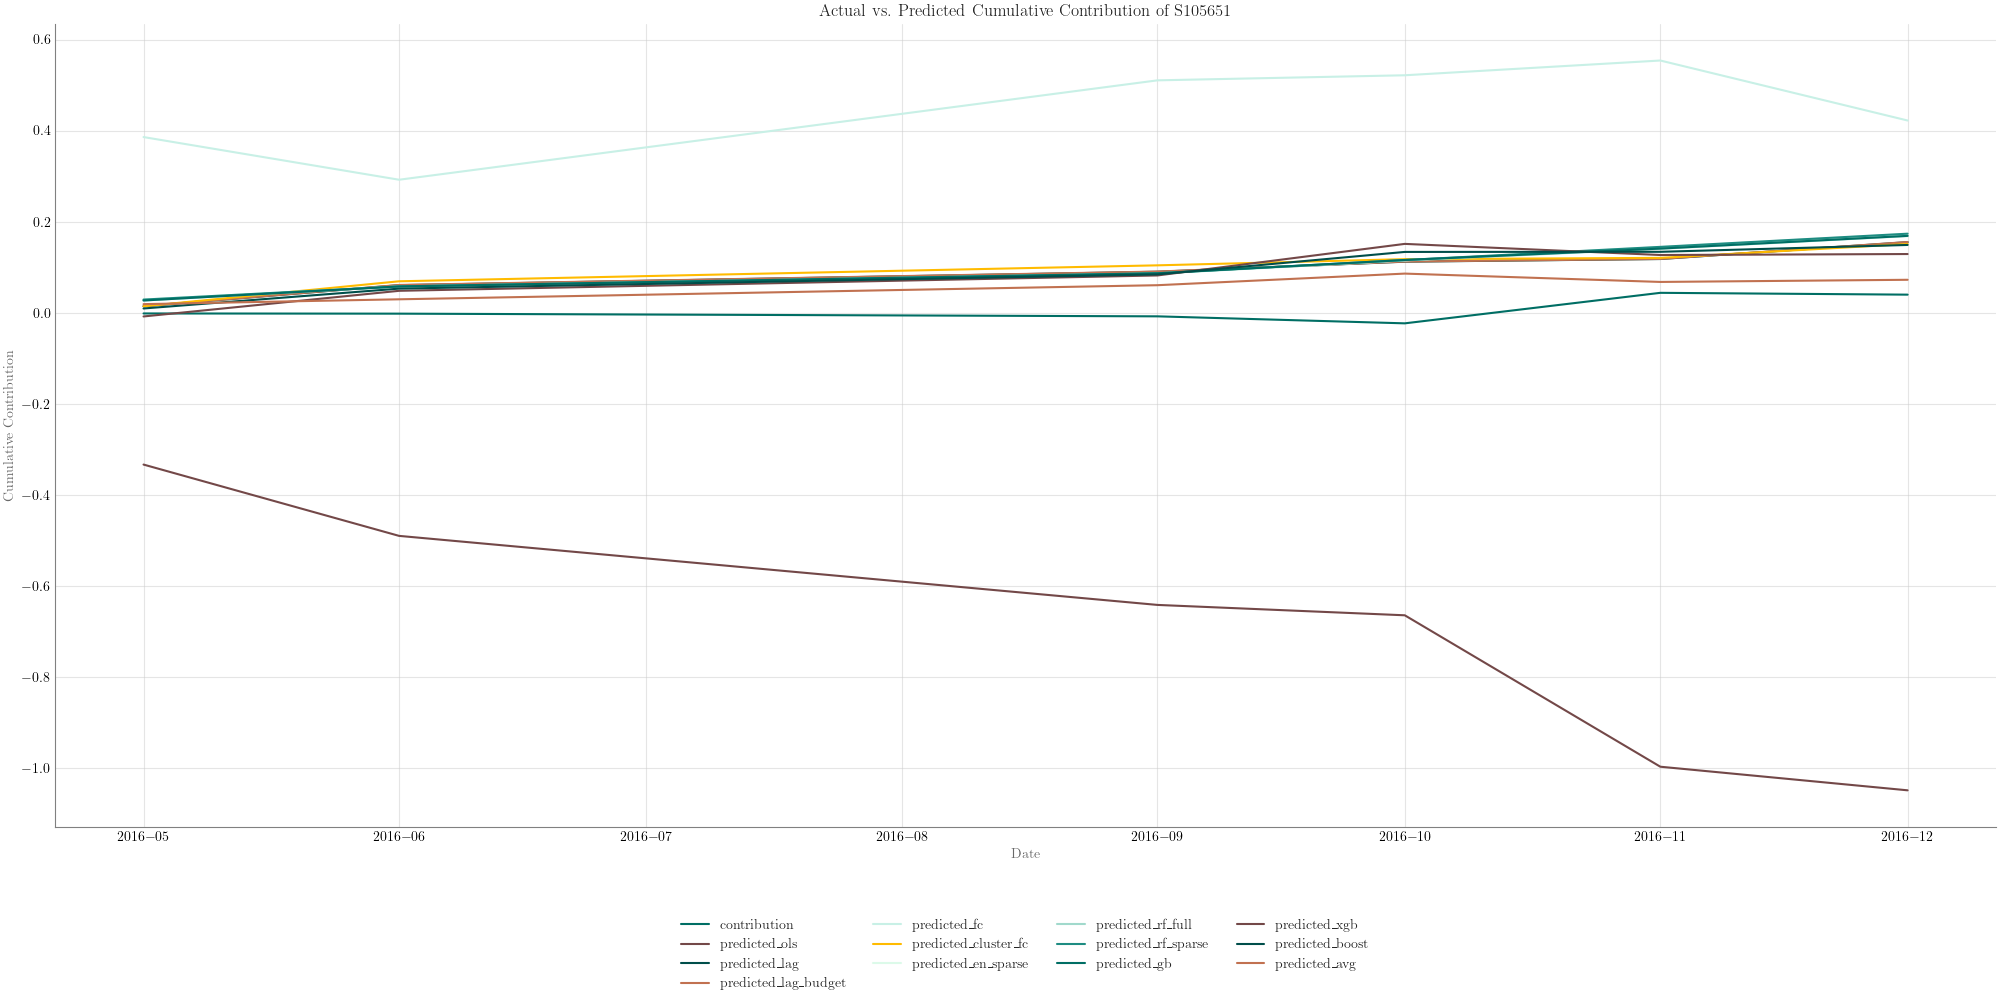 Actual vs. Predicted Cumulative Contribution of S105651
0.6
0.4
0.2
0.0
−0.2
−0.4
−0.6
−0.8
−1.0
Cumulative Contribution
2016−05 2016−06 2016−07 2016−08 2016−09 2016−10 2016−11 2016−12
Date
contribution predicted_fc predicted_rf_full predicted_xgb
predicted_ols predicted_cluster_fc predicted_rf_sparse predicted_boost
predicted_lag predicted_en_sparse predicted_gb predicted_avg
predicted_lag_budget